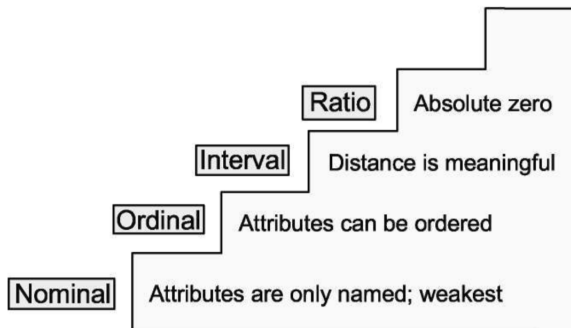 Ratio Absolute zero
Interval Distance is meaningful
Ordinal Attributes can be ordered
Nominal Attributes are only named; weakest